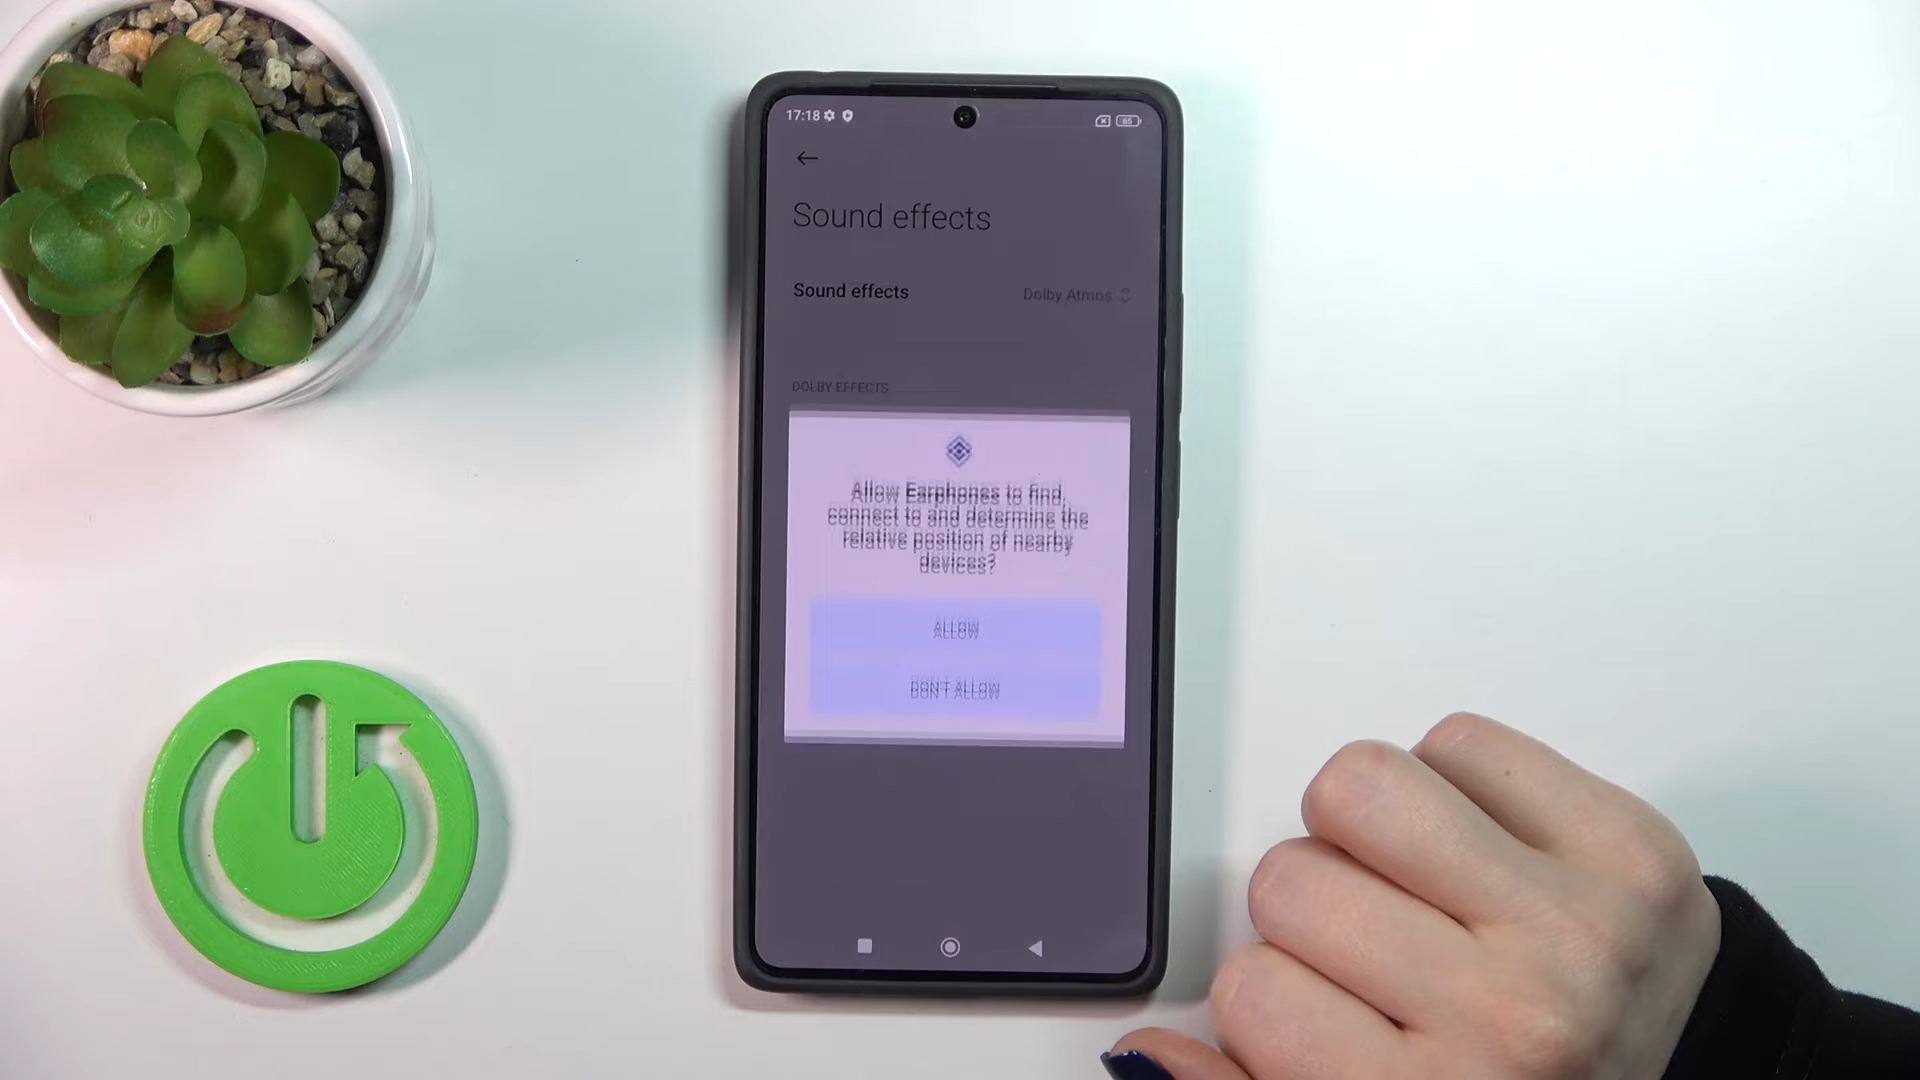 17:18
65
Sound effects
Sound effects
Dolby Atmos
DOLBY EFFECTS
Allow Earphones to find,
connect to and determine the
relative position of nearby
devices?
ALLOW
DON'T ALLOW